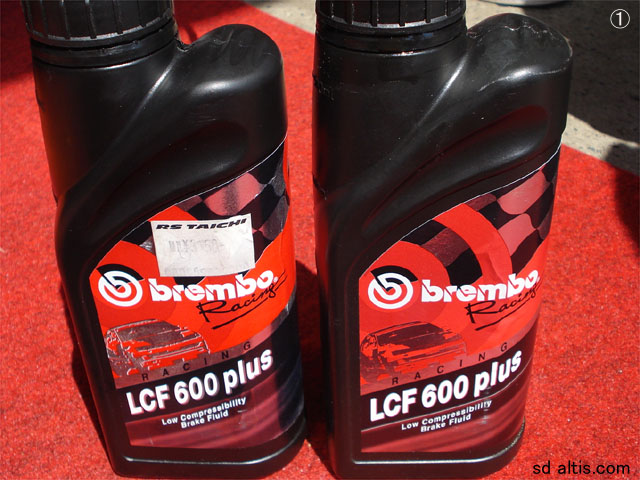 ①
RS TAICHI
brembo.
Racing
RACING
LCF 600 plus
Low Compressibility
Brake Fluid
brembo.
Racing
RACING
LCF 600 plus
Low Compressibility
Brake Fluid
sd altis.com